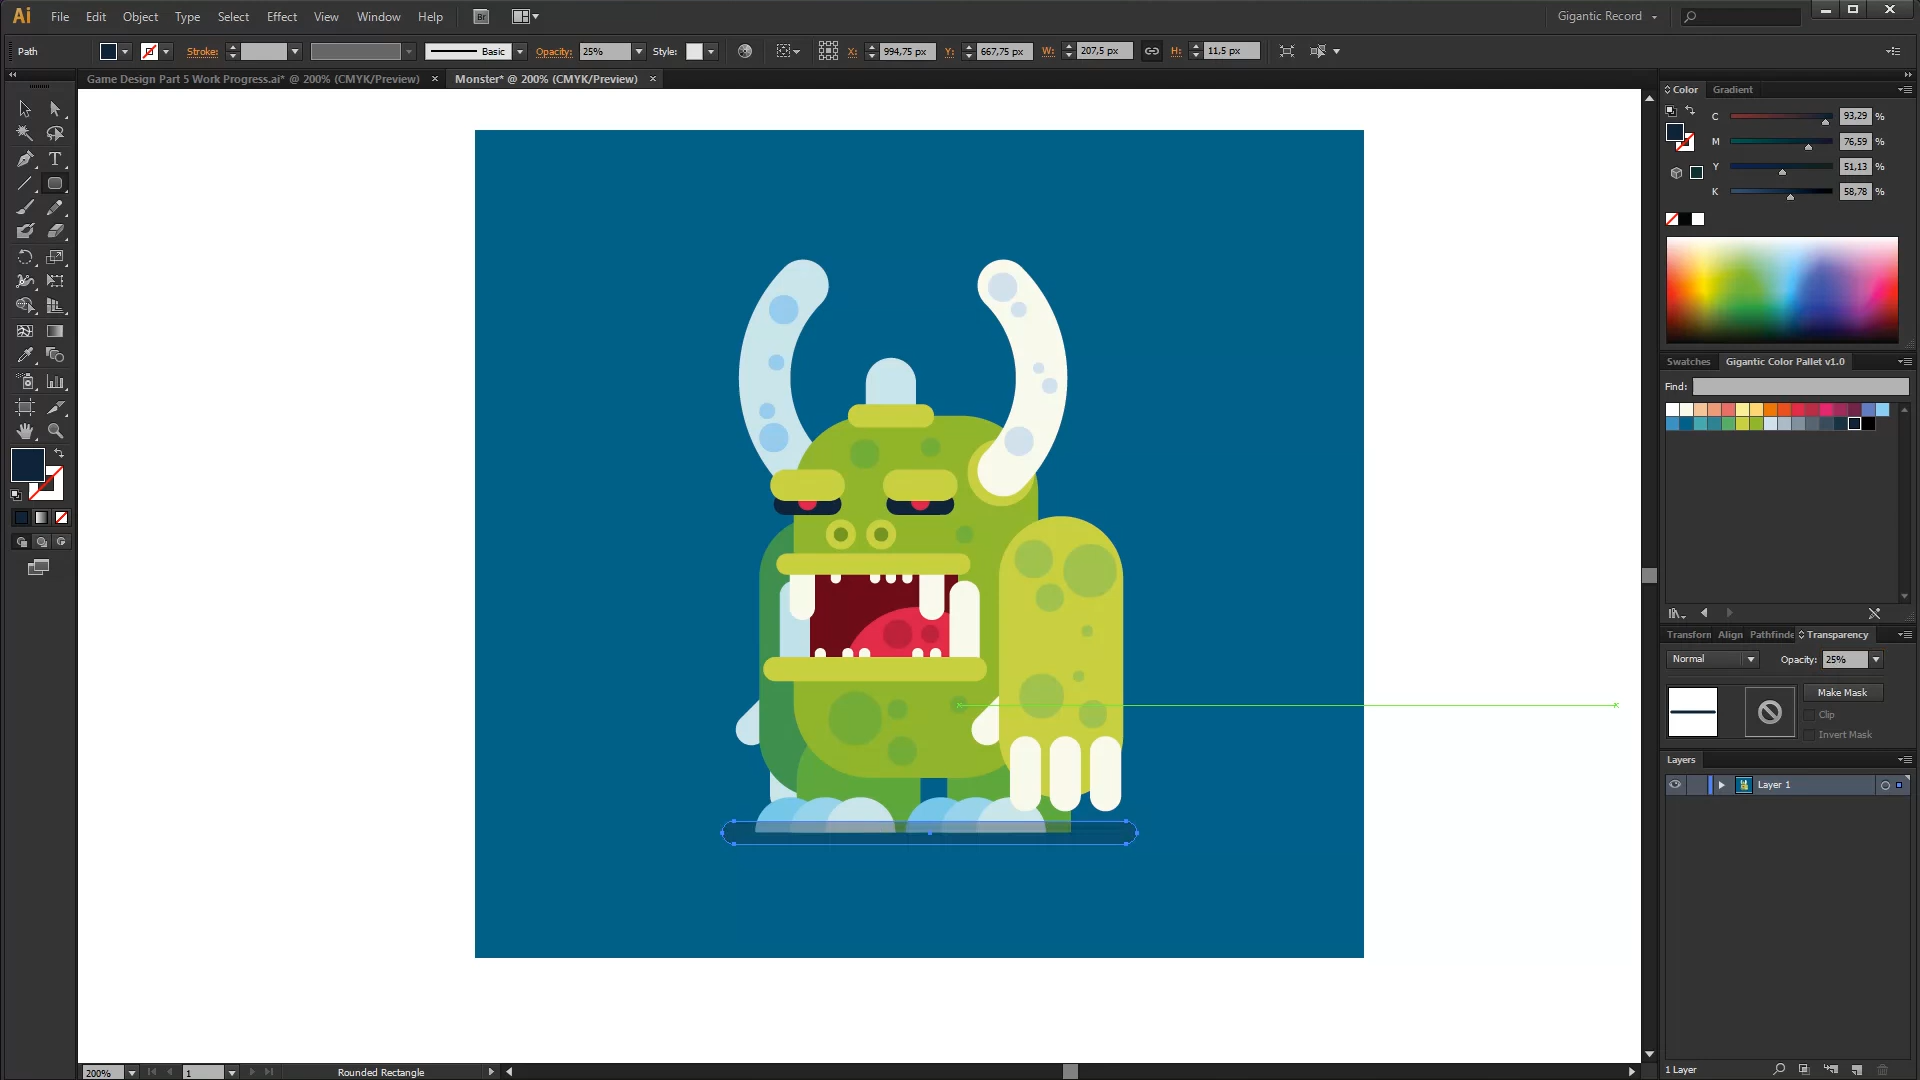 Ai File Edit Object Type Select Effect View Window Help Br Gigantic Record
Path Stroke: Basic Opacity: 25% Style: X: 994,75 px Y: 667,75 px W: 207,5 px H: 11,5 px
Game Design Part 5 Work Progress.ai* @ 200% (CMYK/Preview) × Monster* @ 200% (CMYK/Preview) ×
Color Gradient
C 93,29 %
M 76,59 %
Y 51,13 %
K 58,78 %
Swatches Gigantic Color Pallet v1.0
Find:
Transform Align Pathfinde Transparency
Normal Opacity: 25%
Make Mask
Clip
Invert Mask
Layers
Layer 1
1 Layer
200% 1 Rounded Rectangle